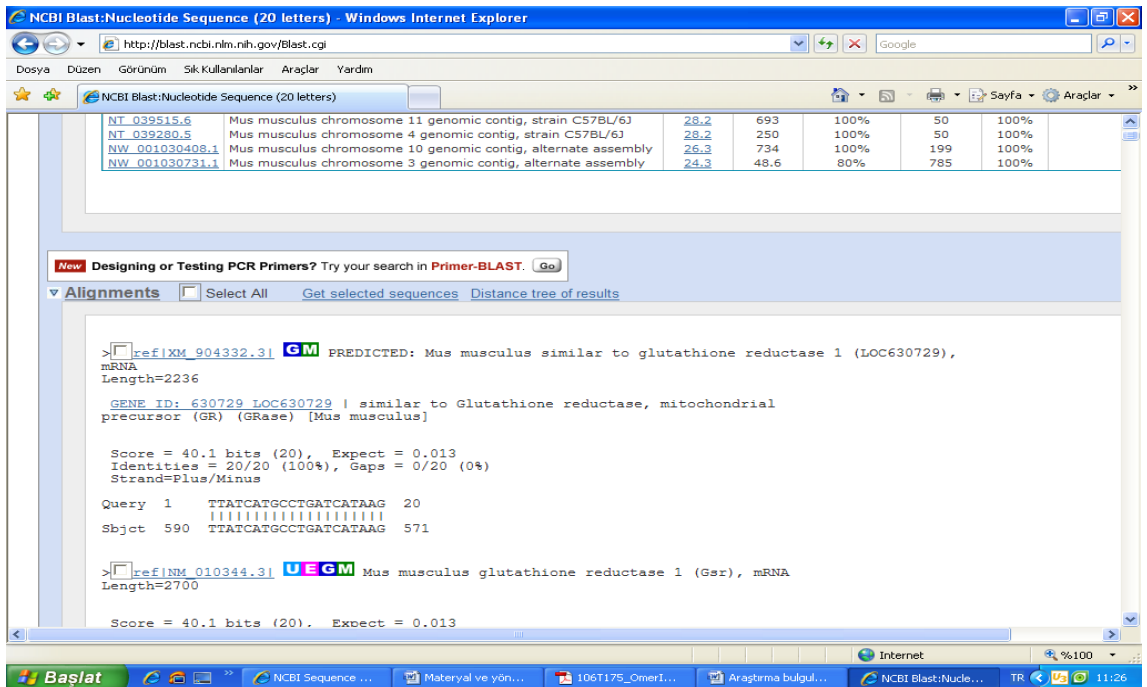 NCBI Blast:Nucleotide Sequence (20 letters) - Windows Internet Explorer
http://blast.ncbi.nlm.nih.gov/Blast.cgi
Google
Dosya Düzen Görünüm Sık Kullanılanlar Araçlar Yardım
NCBI Blast:Nucleotide Sequence (20 letters)
Sayfa Araçlar
NT_039515.6 Mus musculus chromosome 11 genomic contig, strain C57BL/6J 28.2 693 100% 50 100%
NT_039280.5 Mus musculus chromosome 4 genomic contig, strain C57BL/6J 28.2 250 100% 50 100%
NW_001030408.1 Mus musculus chromosome 10 genomic contig, alternate assembly 26.3 734 100% 199 100%
NW_001030731.1 Mus musculus chromosome 3 genomic contig, alternate assembly 24.3 48.6 80% 785 100%
New Designing or Testing PCR Primers? Try your search in Primer-BLAST. Go
Alignments Select All Get selected sequences Distance tree of results
>ref|XM_904332.3| G M PREDICTED: Mus musculus similar to glutathione reductase 1 (LOC630729),
mRNA
Length=2236
GENE ID: 630729 LOC630729 | similar to Glutathione reductase, mitochondrial
precursor (GR) (GRase) [Mus musculus]
Score = 40.1 bits (20), Expect = 0.013
Identities = 20/20 (100%), Gaps = 0/20 (0%)
Strand=Plus/Minus
Query 1 TTATCATGCCTGATCATAAG 20
||||||||||||||||||||
Sbjct 590 TTATCATGCCTGATCATAAG 571
>ref|NM_010344.3| U E G M Mus musculus glutathione reductase 1 (Gsr), mRNA
Length=2700
Score = 40.1 bits (20), Expect = 0.013
Internet %100
Başlat NCBI Sequence ... Materyal ve yön... 106T175_OmerI... Araştırma bulgul... NCBI Blast:Nucle... TR 11:26